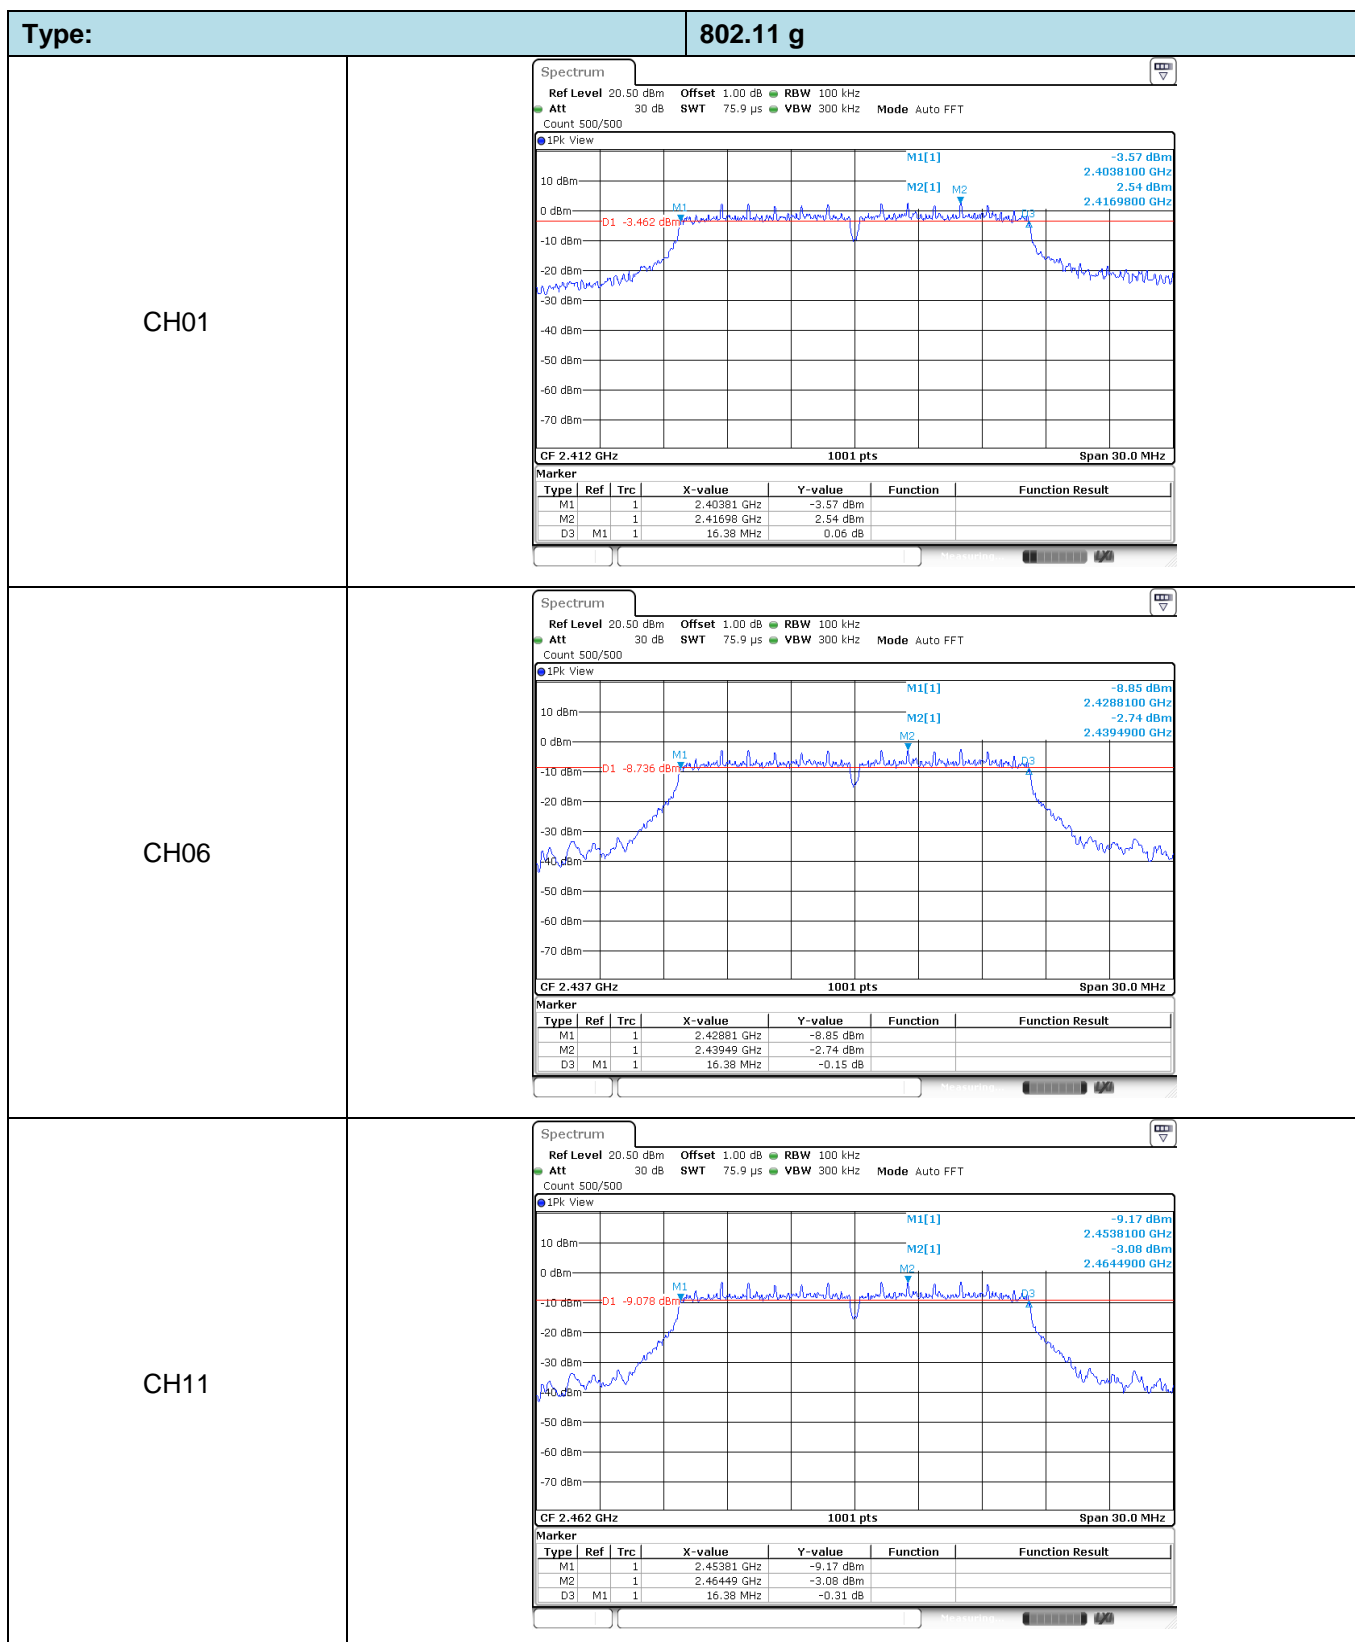 Type: 802.11 g
CH01
Spectrum
Ref Level 20.50 dBm Offset 1.00 dB RBW 100 kHz
Att 30 dB SWT 75.9 µs VBW 300 kHz Mode Auto FFT
Count 500/500
1Pk View
M1[1] -3.57 dBm
2.4038100 GHz
M2[1] 2.54 dBm
2.4169800 GHz
10 dBm
M2
0 dBm
M1
D3
D1 -3.462 dBm
-10 dBm
-20 dBm
-30 dBm
-40 dBm
-50 dBm
-60 dBm
-70 dBm
CF 2.412 GHz 1001 pts Span 30.0 MHz
Marker
Type Ref Trc X-value Y-value Function Function Result
M1 1 2.40381 GHz -3.57 dBm
M2 1 2.41698 GHz 2.54 dBm
D3 M1 1 16.38 MHz 0.06 dB
Measuring...
CH06
Spectrum
Ref Level 20.50 dBm Offset 1.00 dB RBW 100 kHz
Att 30 dB SWT 75.9 µs VBW 300 kHz Mode Auto FFT
Count 500/500
1Pk View
M1[1] -8.85 dBm
2.4288100 GHz
M2[1] -2.74 dBm
2.4394900 GHz
10 dBm
M2
0 dBm
M1
D3
D1 -8.736 dBm
-10 dBm
-20 dBm
-30 dBm
-40 dBm
-50 dBm
-60 dBm
-70 dBm
CF 2.437 GHz 1001 pts Span 30.0 MHz
Marker
Type Ref Trc X-value Y-value Function Function Result
M1 1 2.42881 GHz -8.85 dBm
M2 1 2.43949 GHz -2.74 dBm
D3 M1 1 16.38 MHz -0.15 dB
Measuring...
CH11
Spectrum
Ref Level 20.50 dBm Offset 1.00 dB RBW 100 kHz
Att 30 dB SWT 75.9 µs VBW 300 kHz Mode Auto FFT
Count 500/500
1Pk View
M1[1] -9.17 dBm
2.4538100 GHz
M2[1] -3.08 dBm
2.4644900 GHz
10 dBm
M2
0 dBm
M1
D3
D1 -9.078 dBm
-10 dBm
-20 dBm
-30 dBm
-40 dBm
-50 dBm
-60 dBm
-70 dBm
CF 2.462 GHz 1001 pts Span 30.0 MHz
Marker
Type Ref Trc X-value Y-value Function Function Result
M1 1 2.45381 GHz -9.17 dBm
M2 1 2.46449 GHz -3.08 dBm
D3 M1 1 16.38 MHz -0.31 dB
Measuring...